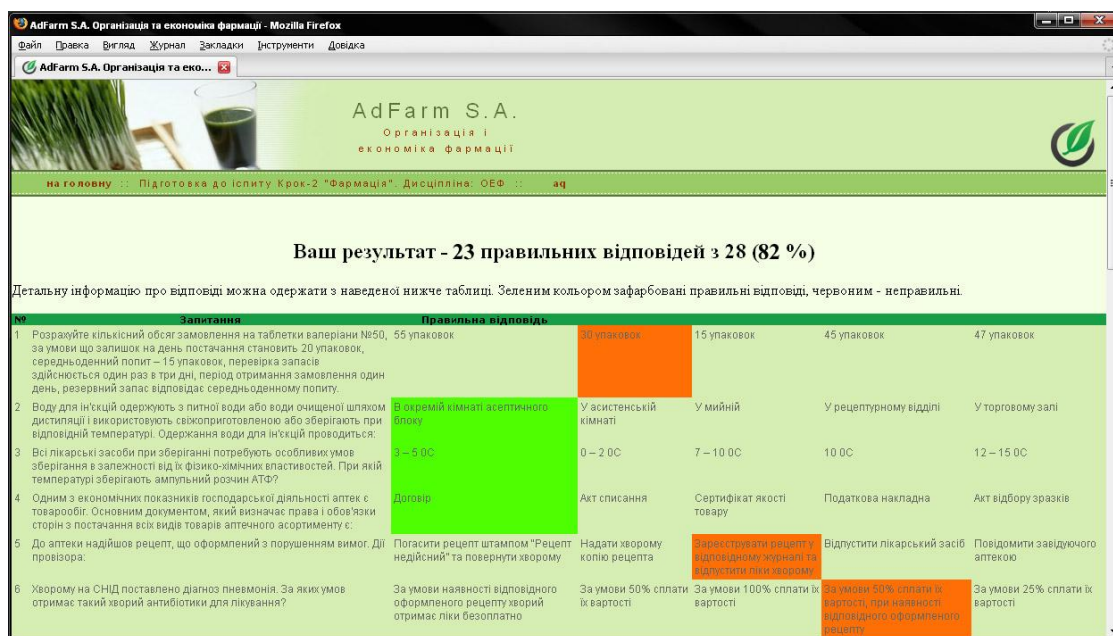 AdFarm S.A. Організація та економіка фармації - Mozilla Firefox
Файл Правка Вигляд Журнал Закладки Інструменти Довідка
AdFarm S.A. Організація та еко...
AdFarm S.A.
Організація і
економіка фармації
на головну :: Підготовка до іспиту Крок-2 "Фармація". Дисципліна: ОЕФ :: aq
Ваш результат - 23 правильних відповідей з 28 (82 %)
Детальну інформацію про відповіді можна одержати з наведеної нижче таблиці. Зеленим кольором зафарбовані правильні відповіді, червоним - неправильні.
№ Запитання Правильна відповідь
1 Розрахуйте кількісний обсяг замовлення на таблетки валеріани №50, 55 упаковок 30 упаковок 15 упаковок 45 упаковок 47 упаковок
за умови що залишок на день постачання становить 20 упаковок,
середньоденний попит – 15 упаковок, перевірка запасів
здійснюється один раз в три дні, період отримання замовлення один
день, резервний запас відповідає середньоденному попиту.
2 Воду для ін'єкцій одержують з питної води або води очищеної шляхом В окремій кімнаті асептичного У асистенській У мийній У рецептурному відділі У торговому залі
дистиляції і використовують свіжоприготовленою або зберігають при блоку кімнаті
відповідній температурі. Одержання води для ін'єкцій проводиться:
3 Всі лікарські засоби при зберіганні потребують особливих умов 3 – 5 0С 0 – 2 0С 7 – 10 0С 10 0С 12 – 15 0С
зберігання в залежності від їх фізико-хімічних властивостей. При якій
температурі зберігають ампульний розчин АТФ?
4 Одним з економічних показників господарської діяльності аптек є Договір Акт списання Сертифікат якості Податкова накладна Акт відбору зразків
товарообіг. Основним документом, який визначає права і обов'язки товару
сторін з постачання всіх видів товарів аптечного асортименту є:
5 До аптеки надійшов рецепт, що оформлений з порушенням вимог. Дії Погасити рецепт штампом "Рецепт Надати хворому Зареєструвати рецепт у Відпустити лікарський засіб Повідомити завідуючого
провізора: недійсний" та повернути хворому копію рецепта відповідному журналі та аптекою
відпустити ліки хворому
6 Хворому на СНІД поставлено діагноз пневмонія. За яких умов За умови наявності відповідного За умови 50% сплати За умови 100% сплати їх За умови 50% сплати їх За умови 25% сплати їх
отримає такий хворий антибіотики для лікування? оформленого рецепту хворий їх вартості вартості вартості, при наявності вартості
отримає ліки безоплатно відповідного оформленого
рецепту